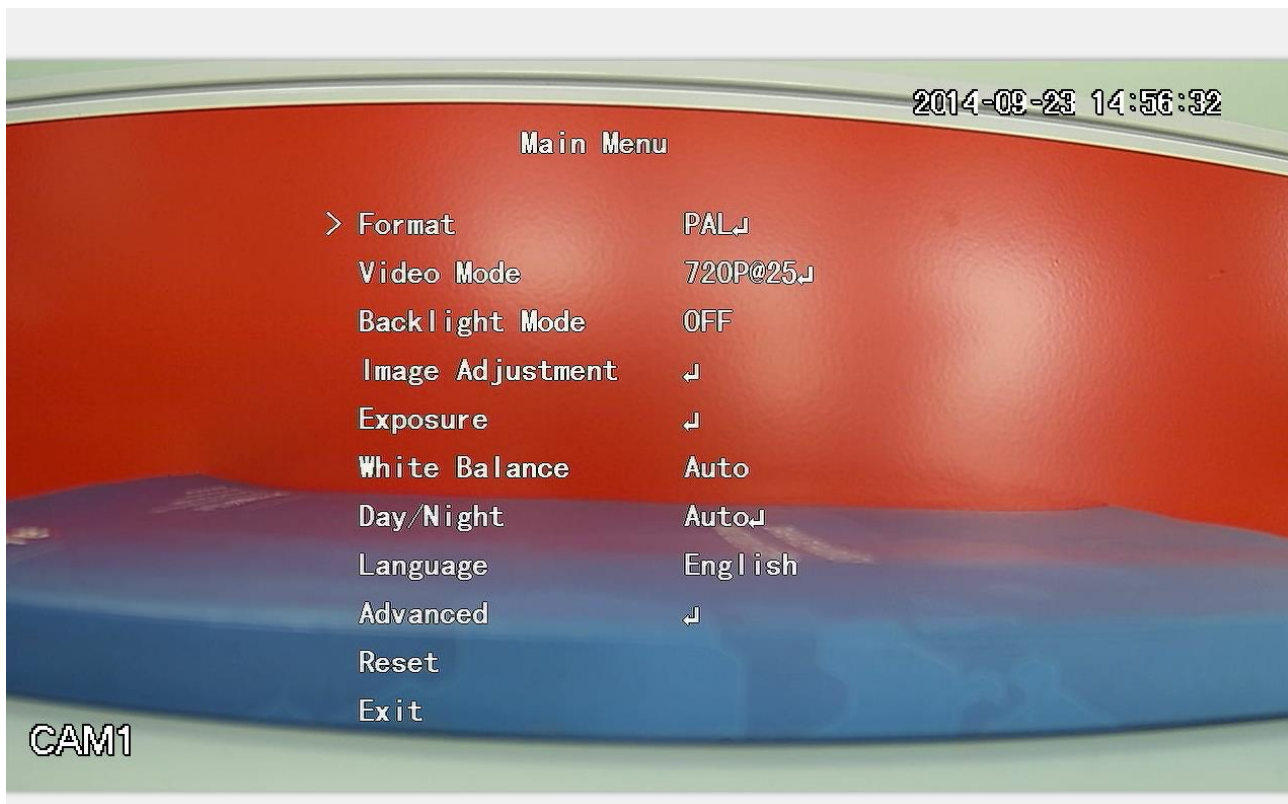 2014-09-23 14:56:32
Main Menu
> Format PAL↲
Video Mode 720P@25↲
Backlight Mode OFF
Image Adjustment ↲
Exposure ↲
White Balance Auto
Day/Night Auto↲
Language English
Advanced ↲
Reset
Exit
CAM1